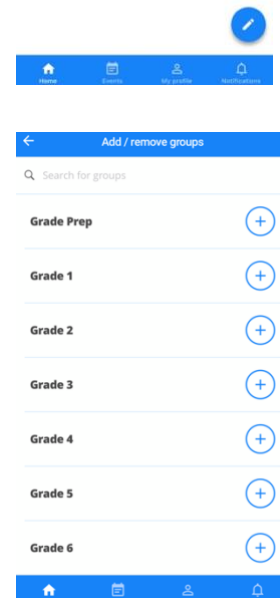 Home Events My profile Notifications
Add / remove groups
Search for groups
Grade Prep
Grade 1
Grade 2
Grade 3
Grade 4
Grade 5
Grade 6